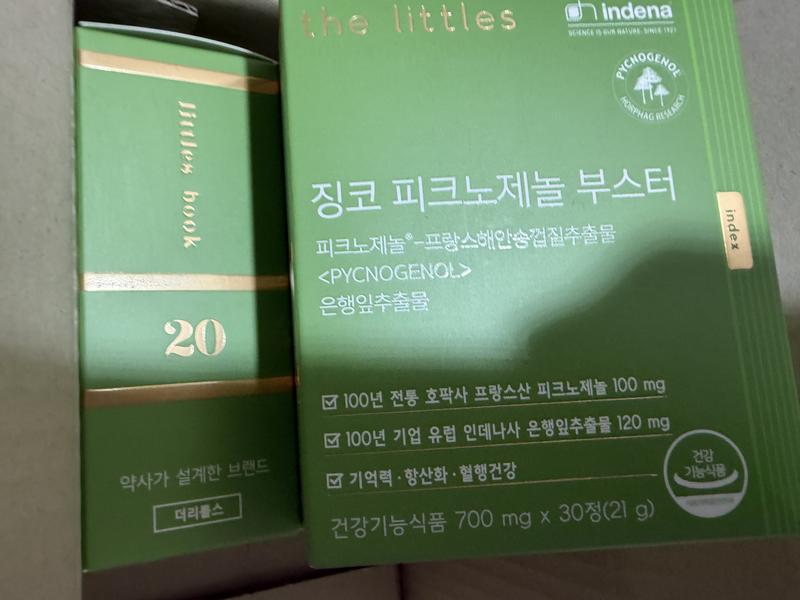 littles book
20
약사가 설계한 브랜드
더리틀스
the littles
indena
SCIENCE IS OUR NATURE. SINCE 1921
PYCNOGENOL®
HORPHAG RESEARCH
징코 피크노제놀 부스터
index
피크노제놀®-프랑스해안송껍질추출물
<PYCNOGENOL>
은행잎추출물
100년 전통 호팍사 프랑스산 피크노제놀 100 mg
100년 기업 유럽 인데나사 은행잎추출물 120 mg
기억력·항산화·혈행건강
건강
기능식품
건강기능식품 700 mg x 30정(21 g)